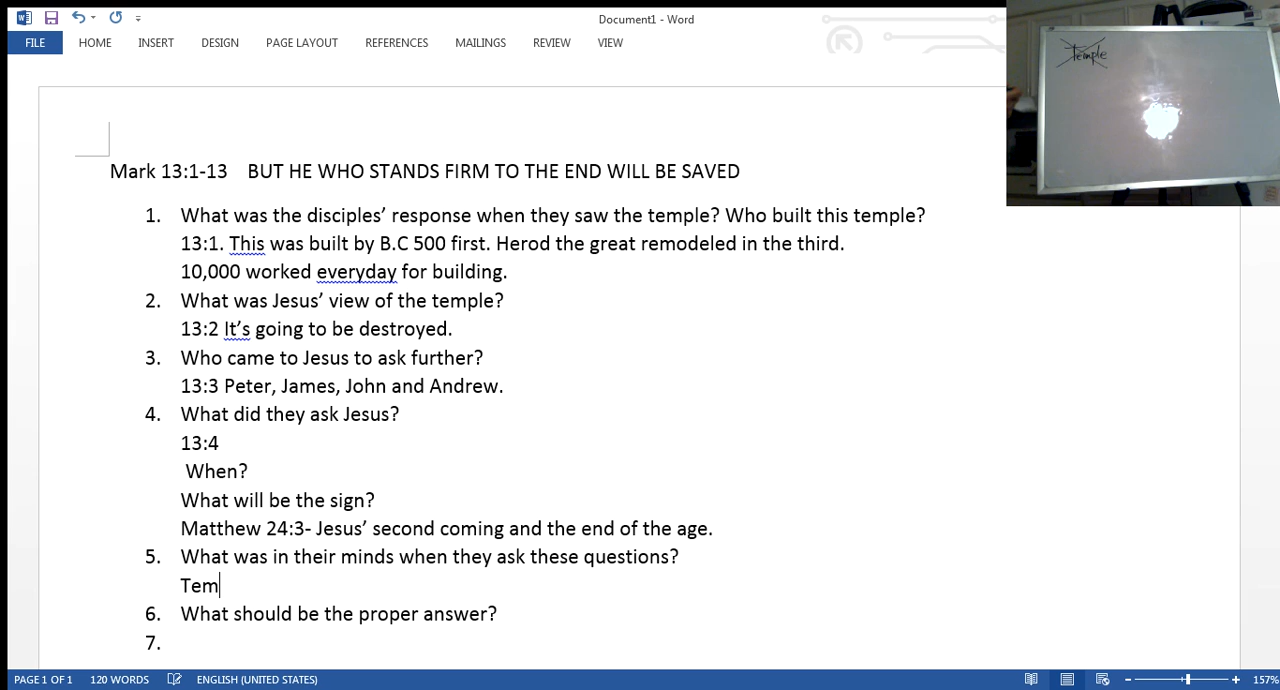 Document1 - Word
FILE HOME INSERT DESIGN PAGE LAYOUT REFERENCES MAILINGS REVIEW VIEW
Temple
Mark 13:1-13 BUT HE WHO STANDS FIRM TO THE END WILL BE SAVED
1. What was the disciples’ response when they saw the temple? Who built this temple?
13:1. This was built by B.C 500 first. Herod the great remodeled in the third.
10,000 worked everyday for building.
2. What was Jesus’ view of the temple?
13:2 It’s going to be destroyed.
3. Who came to Jesus to ask further?
13:3 Peter, James, John and Andrew.
4. What did they ask Jesus?
13:4
When?
What will be the sign?
Matthew 24:3- Jesus’ second coming and the end of the age.
5. What was in their minds when they ask these questions?
Tem
6. What should be the proper answer?
7.
PAGE 1 OF 1 120 WORDS ENGLISH (UNITED STATES) 157%